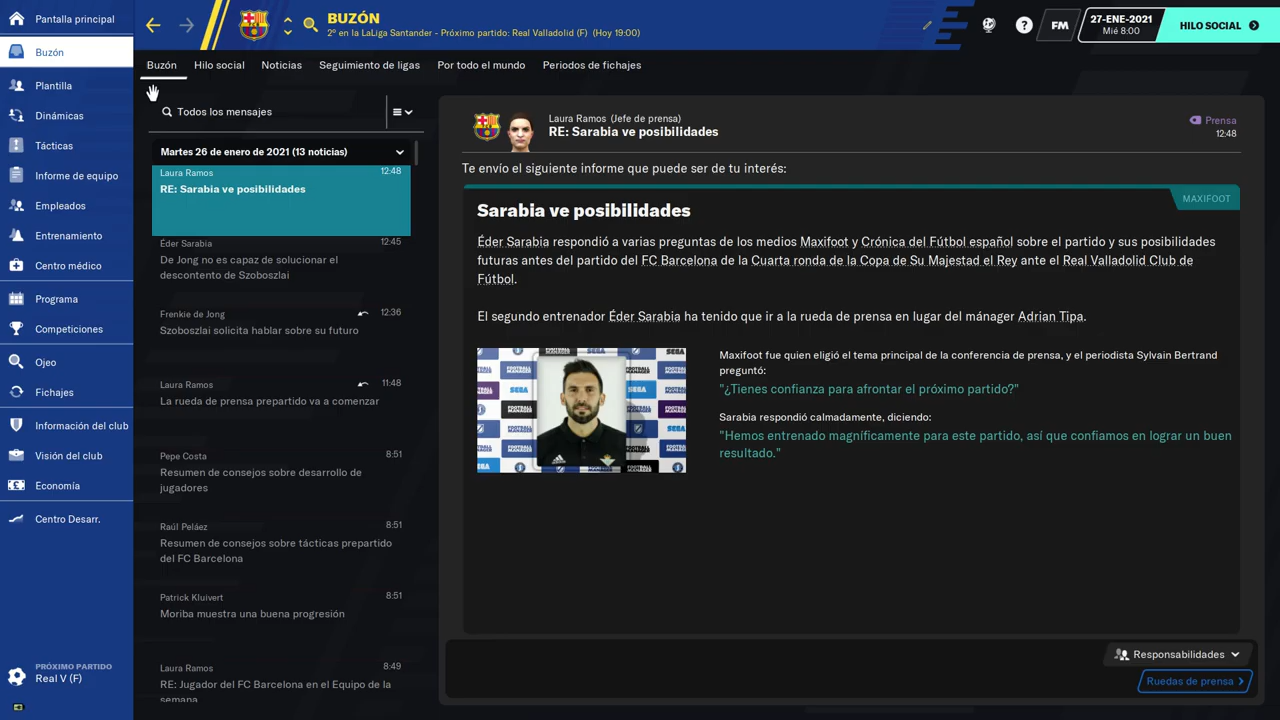 Pantalla principal
Buzón
Plantilla
Dinámicas
Tácticas
Informe de equipo
Empleados
Entrenamiento
Centro médico
Programa
Competiciones
Ojeo
Fichajes
Información del club
Visión del club
Economía
Centro Desarr.
PRÓXIMO PARTIDO
Real V (F)
BUZÓN
2º en la LaLiga Santander - Próximo partido: Real Valladolid (F) (Hoy 19:00)
FM
27-ENE-2021
Mié 8:00
HILO SOCIAL
Buzón Hilo social Noticias Seguimiento de ligas Por todo el mundo Periodos de fichajes
Todos los mensajes
Martes 26 de enero de 2021 (13 noticias)
Laura Ramos 12:48
RE: Sarabia ve posibilidades
Éder Sarabia 12:45
De Jong no es capaz de solucionar el
descontento de Szoboszlai
Frenkie de Jong 12:36
Szoboszlai solicita hablar sobre su futuro
Laura Ramos 11:48
La rueda de prensa prepartido va a comenzar
Pepe Costa 8:51
Resumen de consejos sobre desarrollo de
jugadores
Raúl Peláez 8:51
Resumen de consejos sobre tácticas prepartido
del FC Barcelona
Patrick Kluivert 8:51
Moriba muestra una buena progresión
Laura Ramos 8:49
RE: Jugador del FC Barcelona en el Equipo de la
semana
Laura Ramos (Jefe de prensa)
RE: Sarabia ve posibilidades
Prensa
12:48
Te envío el siguiente informe que puede ser de tu interés:
MAXIFOOT
Sarabia ve posibilidades
Éder Sarabia respondió a varias preguntas de los medios Maxifoot y Crónica del Fútbol español sobre el partido y sus posibilidades
futuras antes del partido del FC Barcelona de la Cuarta ronda de la Copa de Su Majestad el Rey ante el Real Valladolid Club de
Fútbol.
El segundo entrenador Éder Sarabia ha tenido que ir a la rueda de prensa en lugar del mánager Adrian Tipa.
Maxifoot fue quien eligió el tema principal de la conferencia de prensa, y el periodista Sylvain Bertrand
preguntó:
"¿Tienes confianza para afrontar el próximo partido?"
Sarabia respondió calmadamente, diciendo:
"Hemos entrenado magníficamente para este partido, así que confiamos en lograr un buen
resultado."
Responsabilidades
Ruedas de prensa